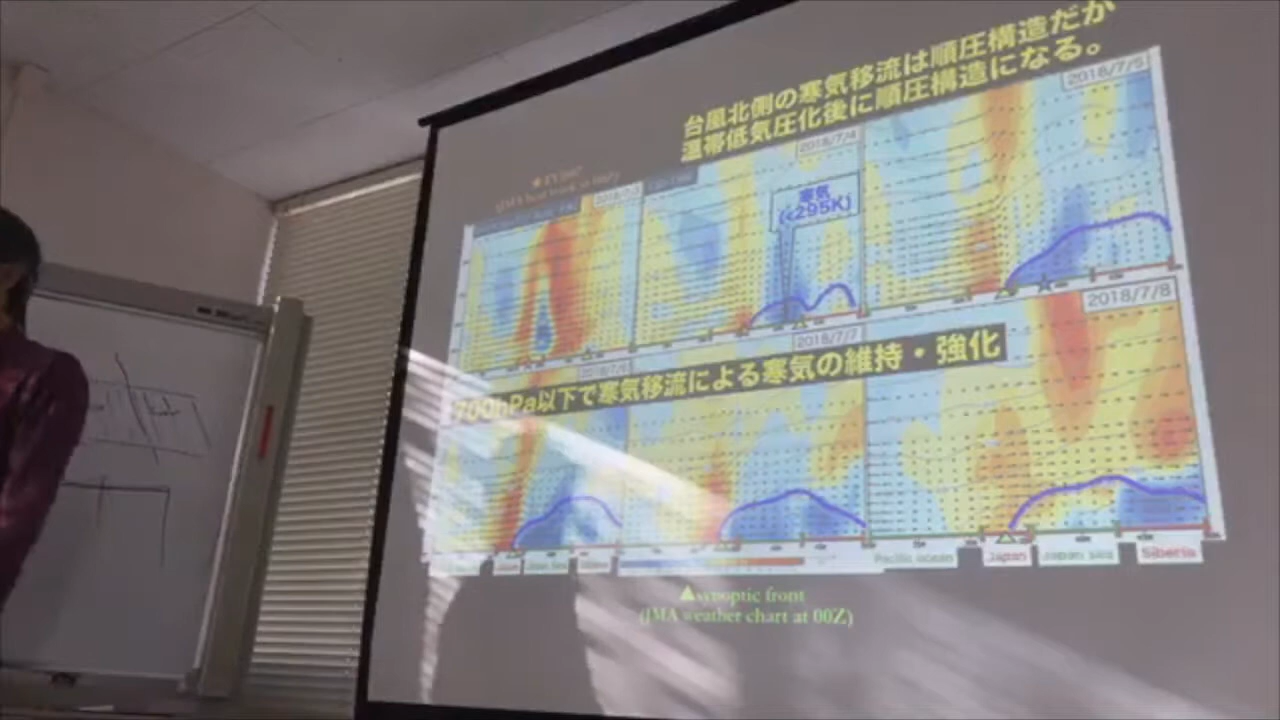 台風北側の寒気移流は順圧構造だが
温帯低気圧化後に順圧構造になる。
2018/7/4
2018/7/5
寒気
(<295K)
700hPa以下で寒気移流による寒気の維持・強化
2018/7/7
2018/7/8
Pacific ocean
Japan
Japan sea
Siberia
▲synoptic front
(JMA weather chart at 00Z)